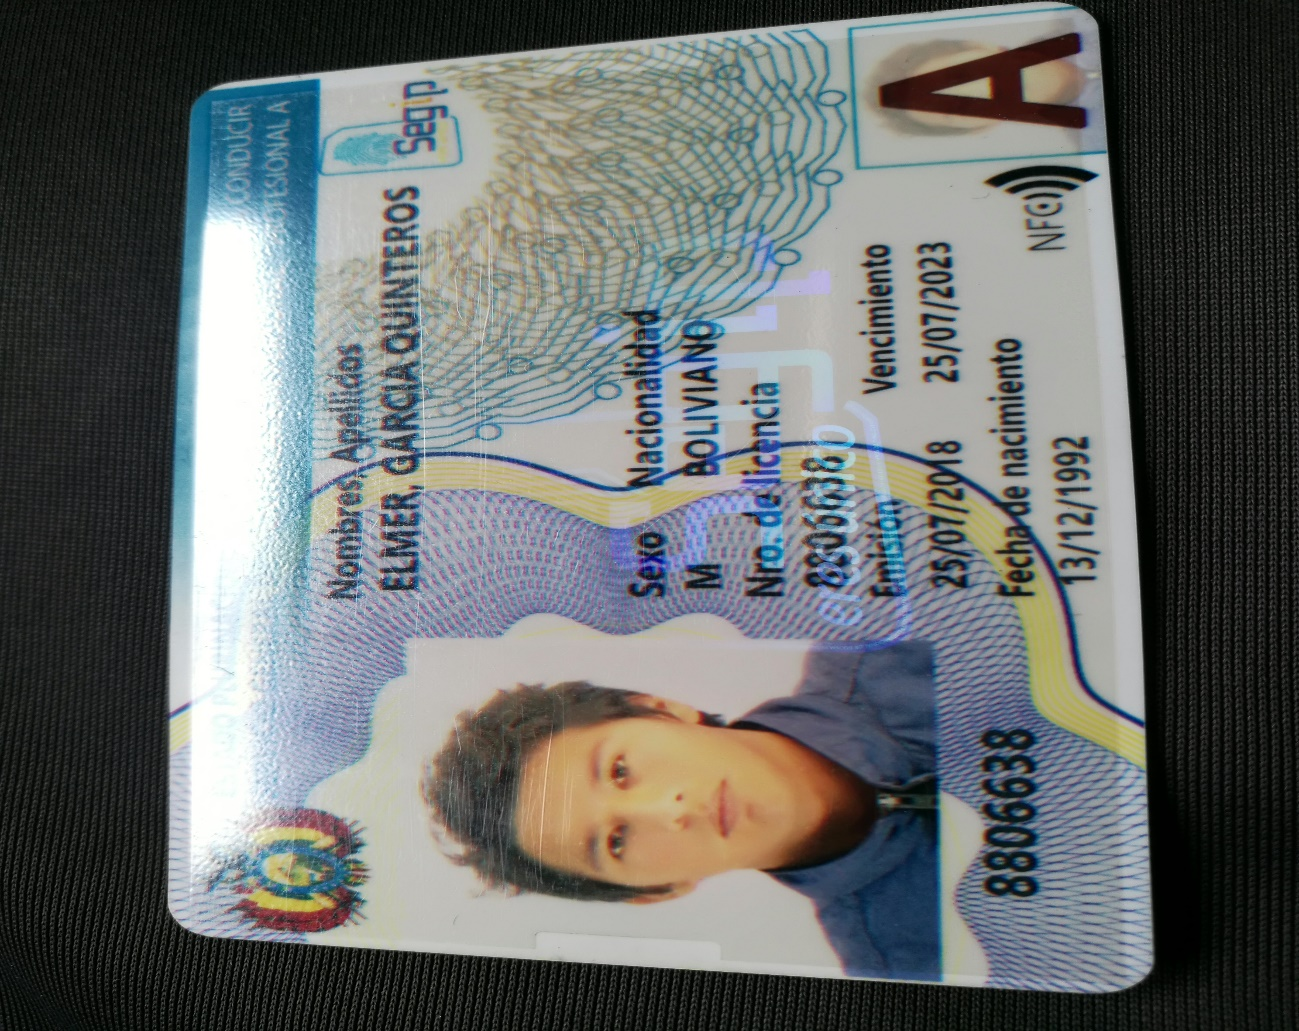 CONDUCIR
Segip
Nombres, Apellidos
ELMER, GARCIA QUINTEROS
Sexo Nacionalidad
M BOLIVIANO
Nro. de licencia
8806638
Emisión Vencimiento
25/07/2018 25/07/2023
Fecha de nacimiento
13/12/1992
NFC
8806638
A